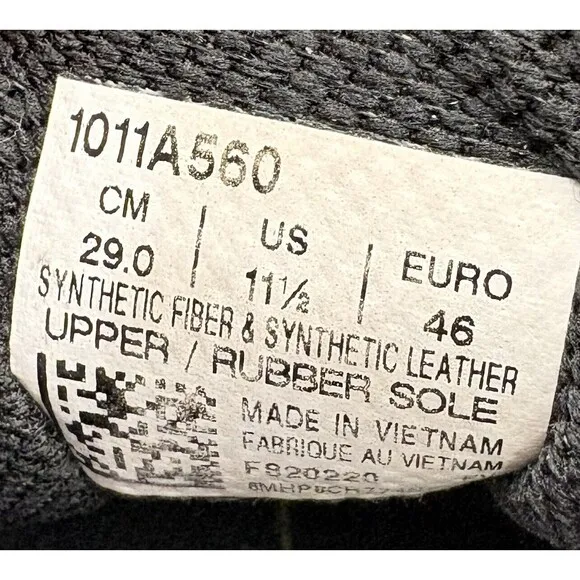 1011A560
CM | US | EURO
29.0 | 11½ | 46
SYNTHETIC FIBER & SYNTHETIC LEATHER
UPPER / RUBBER SOLE
MADE IN VIETNAM
FABRIQUE AU VIETNAM
FS20220